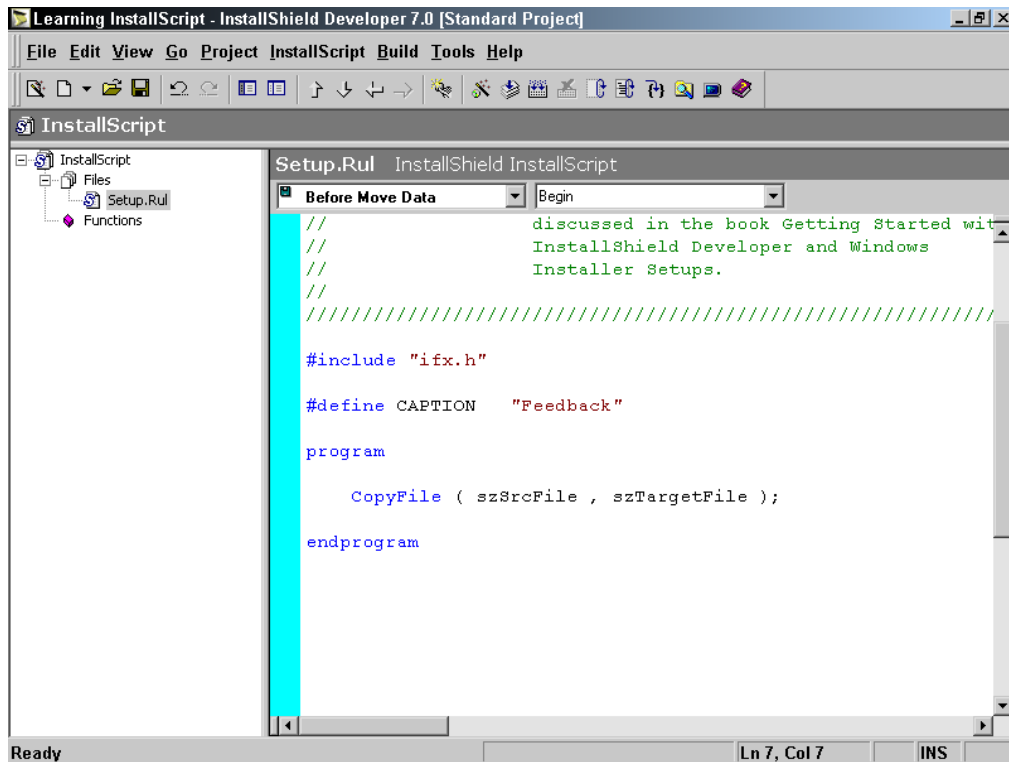 Learning InstallScript - InstallShield Developer 7.0 [Standard Project]
File Edit View Go Project InstallScript Build Tools Help
InstallScript
InstallScript
Files
Setup.Rul
Functions
Setup.Rul InstallShield InstallScript
Before Move Data Begin
// discussed in the book Getting Started wit
// InstallShield Developer and Windows
// Installer Setups.
//
/////////////////////////////////////////////////////////////
#include "ifx.h"
#define CAPTION "Feedback"
program
CopyFile ( szSrcFile , szTargetFile );
endprogram
Ready Ln 7, Col 7 INS